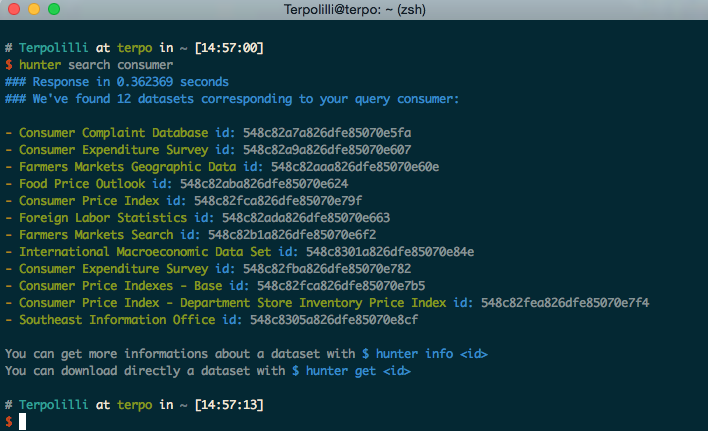 Terpolilli@terpo: ~ (zsh)
# Terpolilli at terpo in ~ [14:57:00]
$ hunter search consumer
### Response in 0.362369 seconds
### We've found 12 datasets corresponding to your query consumer:
- Consumer Complaint Database id: 548c82a7a826dfe85070e5fa
- Consumer Expenditure Survey id: 548c82a9a826dfe85070e607
- Farmers Markets Geographic Data id: 548c82aaa826dfe85070e60e
- Food Price Outlook id: 548c82aba826dfe85070e624
- Consumer Price Index id: 548c82fca826dfe85070e79f
- Foreign Labor Statistics id: 548c82ada826dfe85070e663
- Farmers Markets Search id: 548c82b1a826dfe85070e6f2
- International Macroeconomic Data Set id: 548c8301a826dfe85070e84e
- Consumer Expenditure Survey id: 548c82fba826dfe85070e782
- Consumer Price Indexes - Base id: 548c82fca826dfe85070e7b5
- Consumer Price Index - Department Store Inventory Price Index id: 548c82fea826dfe85070e7f4
- Southeast Information Office id: 548c8305a826dfe85070e8cf
You can get more informations about a dataset with $ hunter info <id>
You can download directly a dataset with $ hunter get <id>
# Terpolilli at terpo in ~ [14:57:13]
$